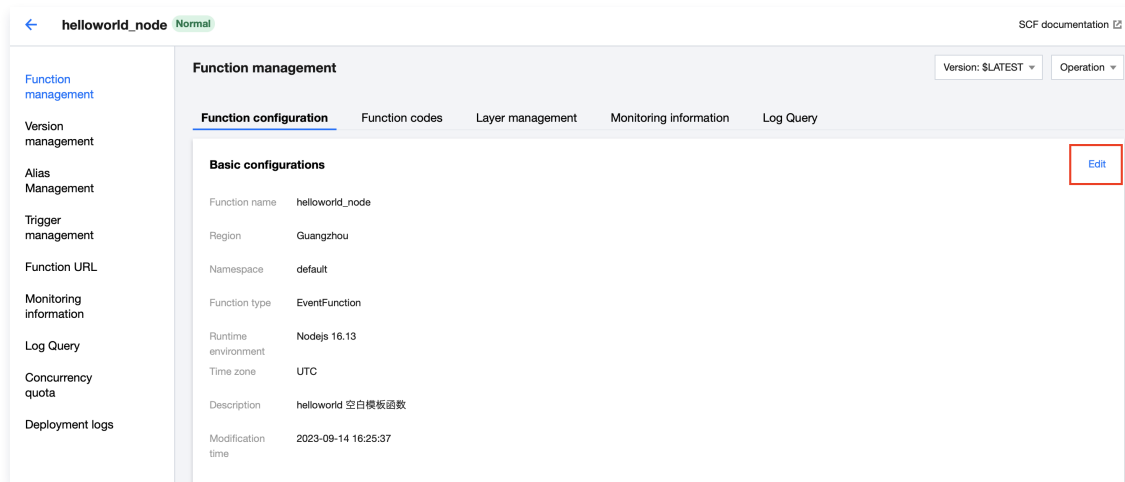 helloworld_node Normal SCF documentation
Function management Version: $LATEST Operation
Function
management
Version
management
Alias
Management
Trigger
management
Function URL
Monitoring
information
Log Query
Concurrency
quota
Deployment logs
Function configuration Function codes Layer management Monitoring information Log Query
Basic configurations Edit
Function name helloworld_node
Region Guangzhou
Namespace default
Function type EventFunction
Runtime Nodejs 16.13
environment
Time zone UTC
Description helloworld 空白模板函数
Modification 2023-09-14 16:25:37
time